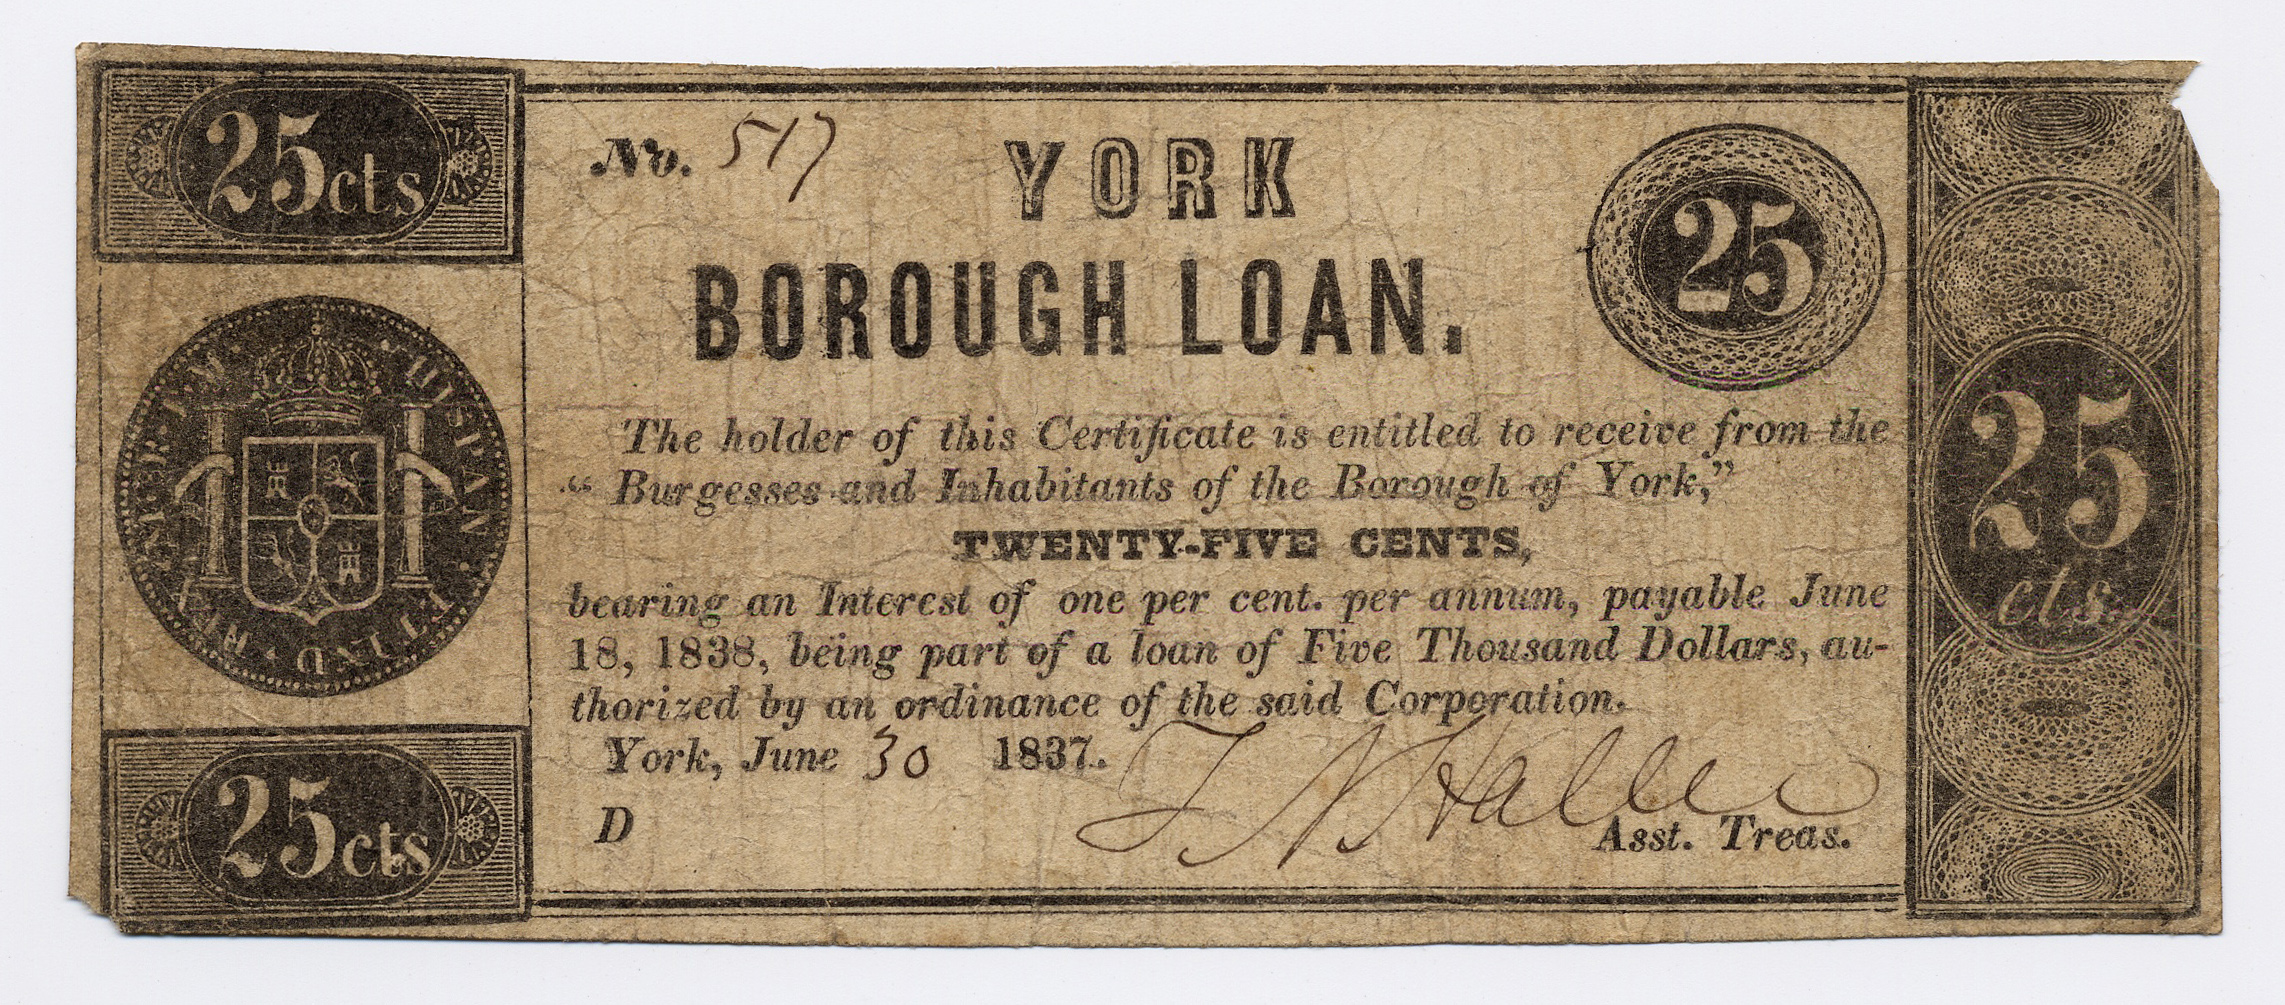 25cts
No. 517
YORK
25
BOROUGH LOAN.
The holder of this Certificate is entitled to receive from the
“Burgesses and Inhabitants of the Borough of York,”
TWENTY-FIVE CENTS,
bearing an Interest of one per cent. per annum, payable June
18, 1838, being part of a loan of Five Thousand Dollars, au-
thorized by an ordinance of the said Corporation.
York, June 30 1837.
D
Asst. Treas.
25cts
25
cts.
HISPAN
ET IND